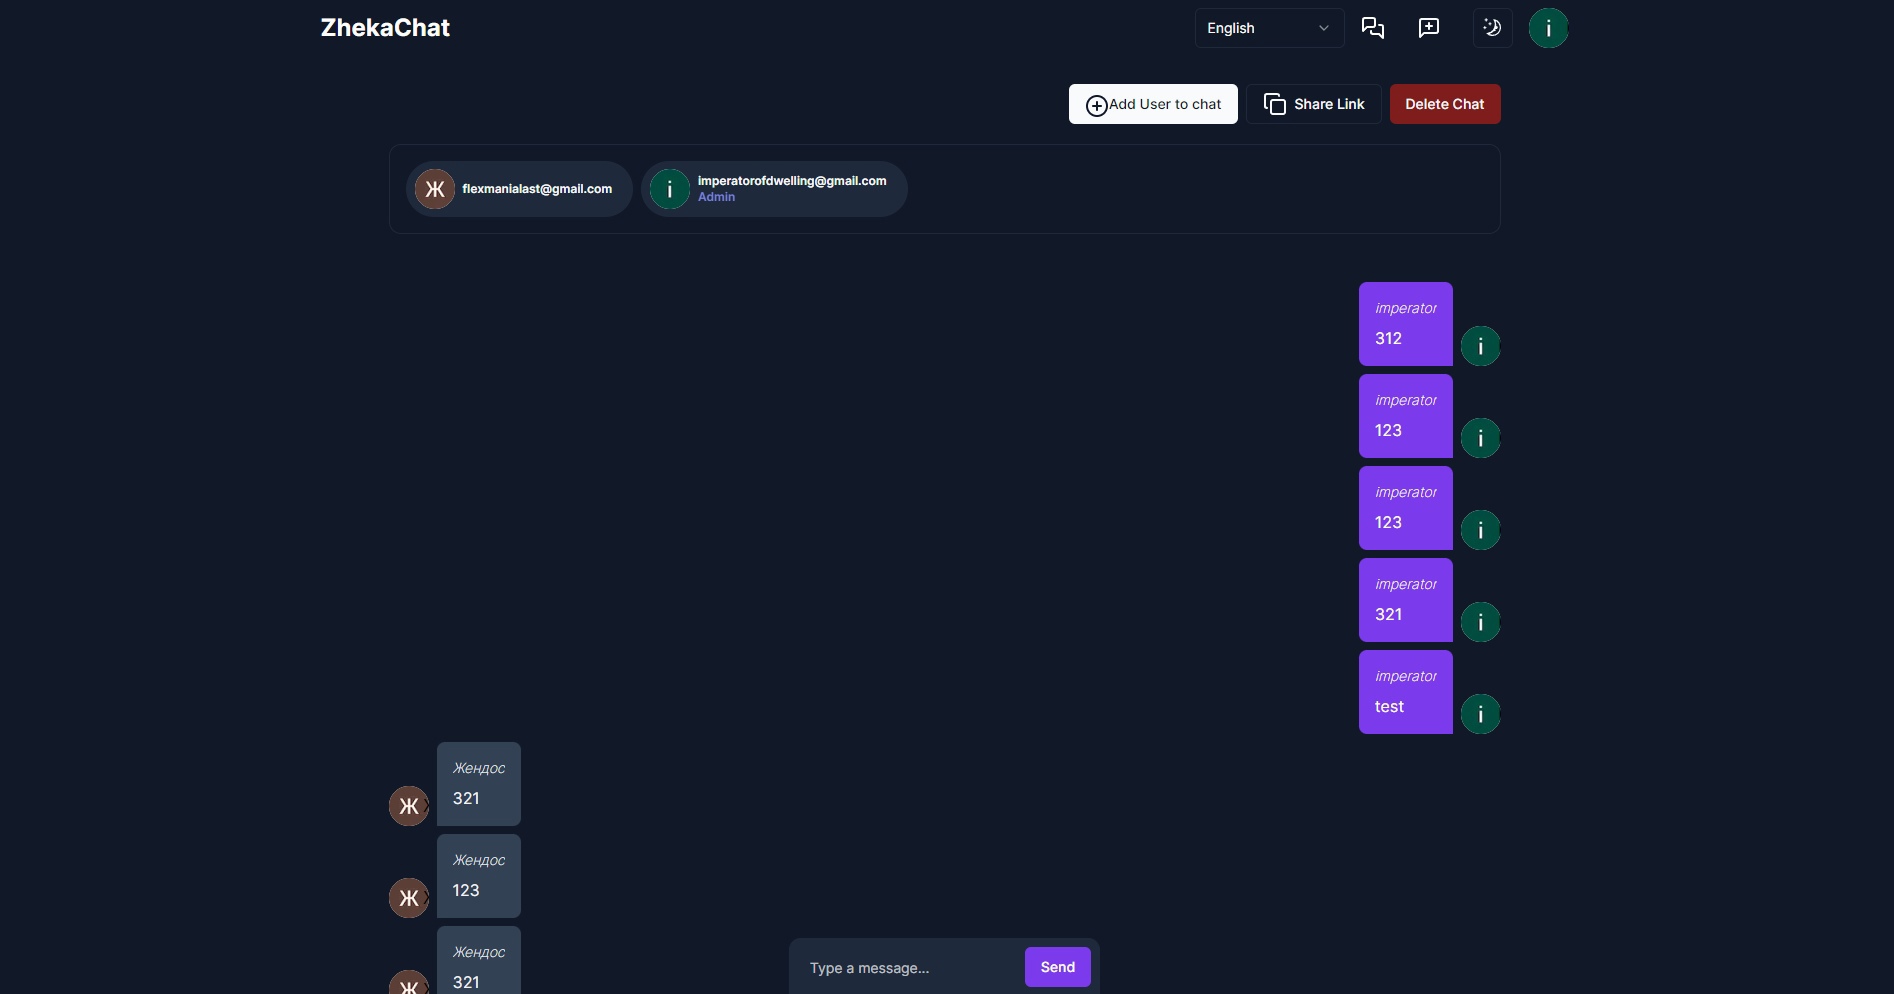 ZhekaChat
English
i
Add User to chat
Share Link
Delete Chat
Ж
flexmanialast@gmail.com
i
imperatorofdwelling@gmail.com
Admin
imperator
312
i
imperator
123
i
imperator
123
i
imperator
321
i
imperator
test
i
Жендос
321
Ж
Жендос
123
Ж
Жендос
321
Ж
Type a message...
Send